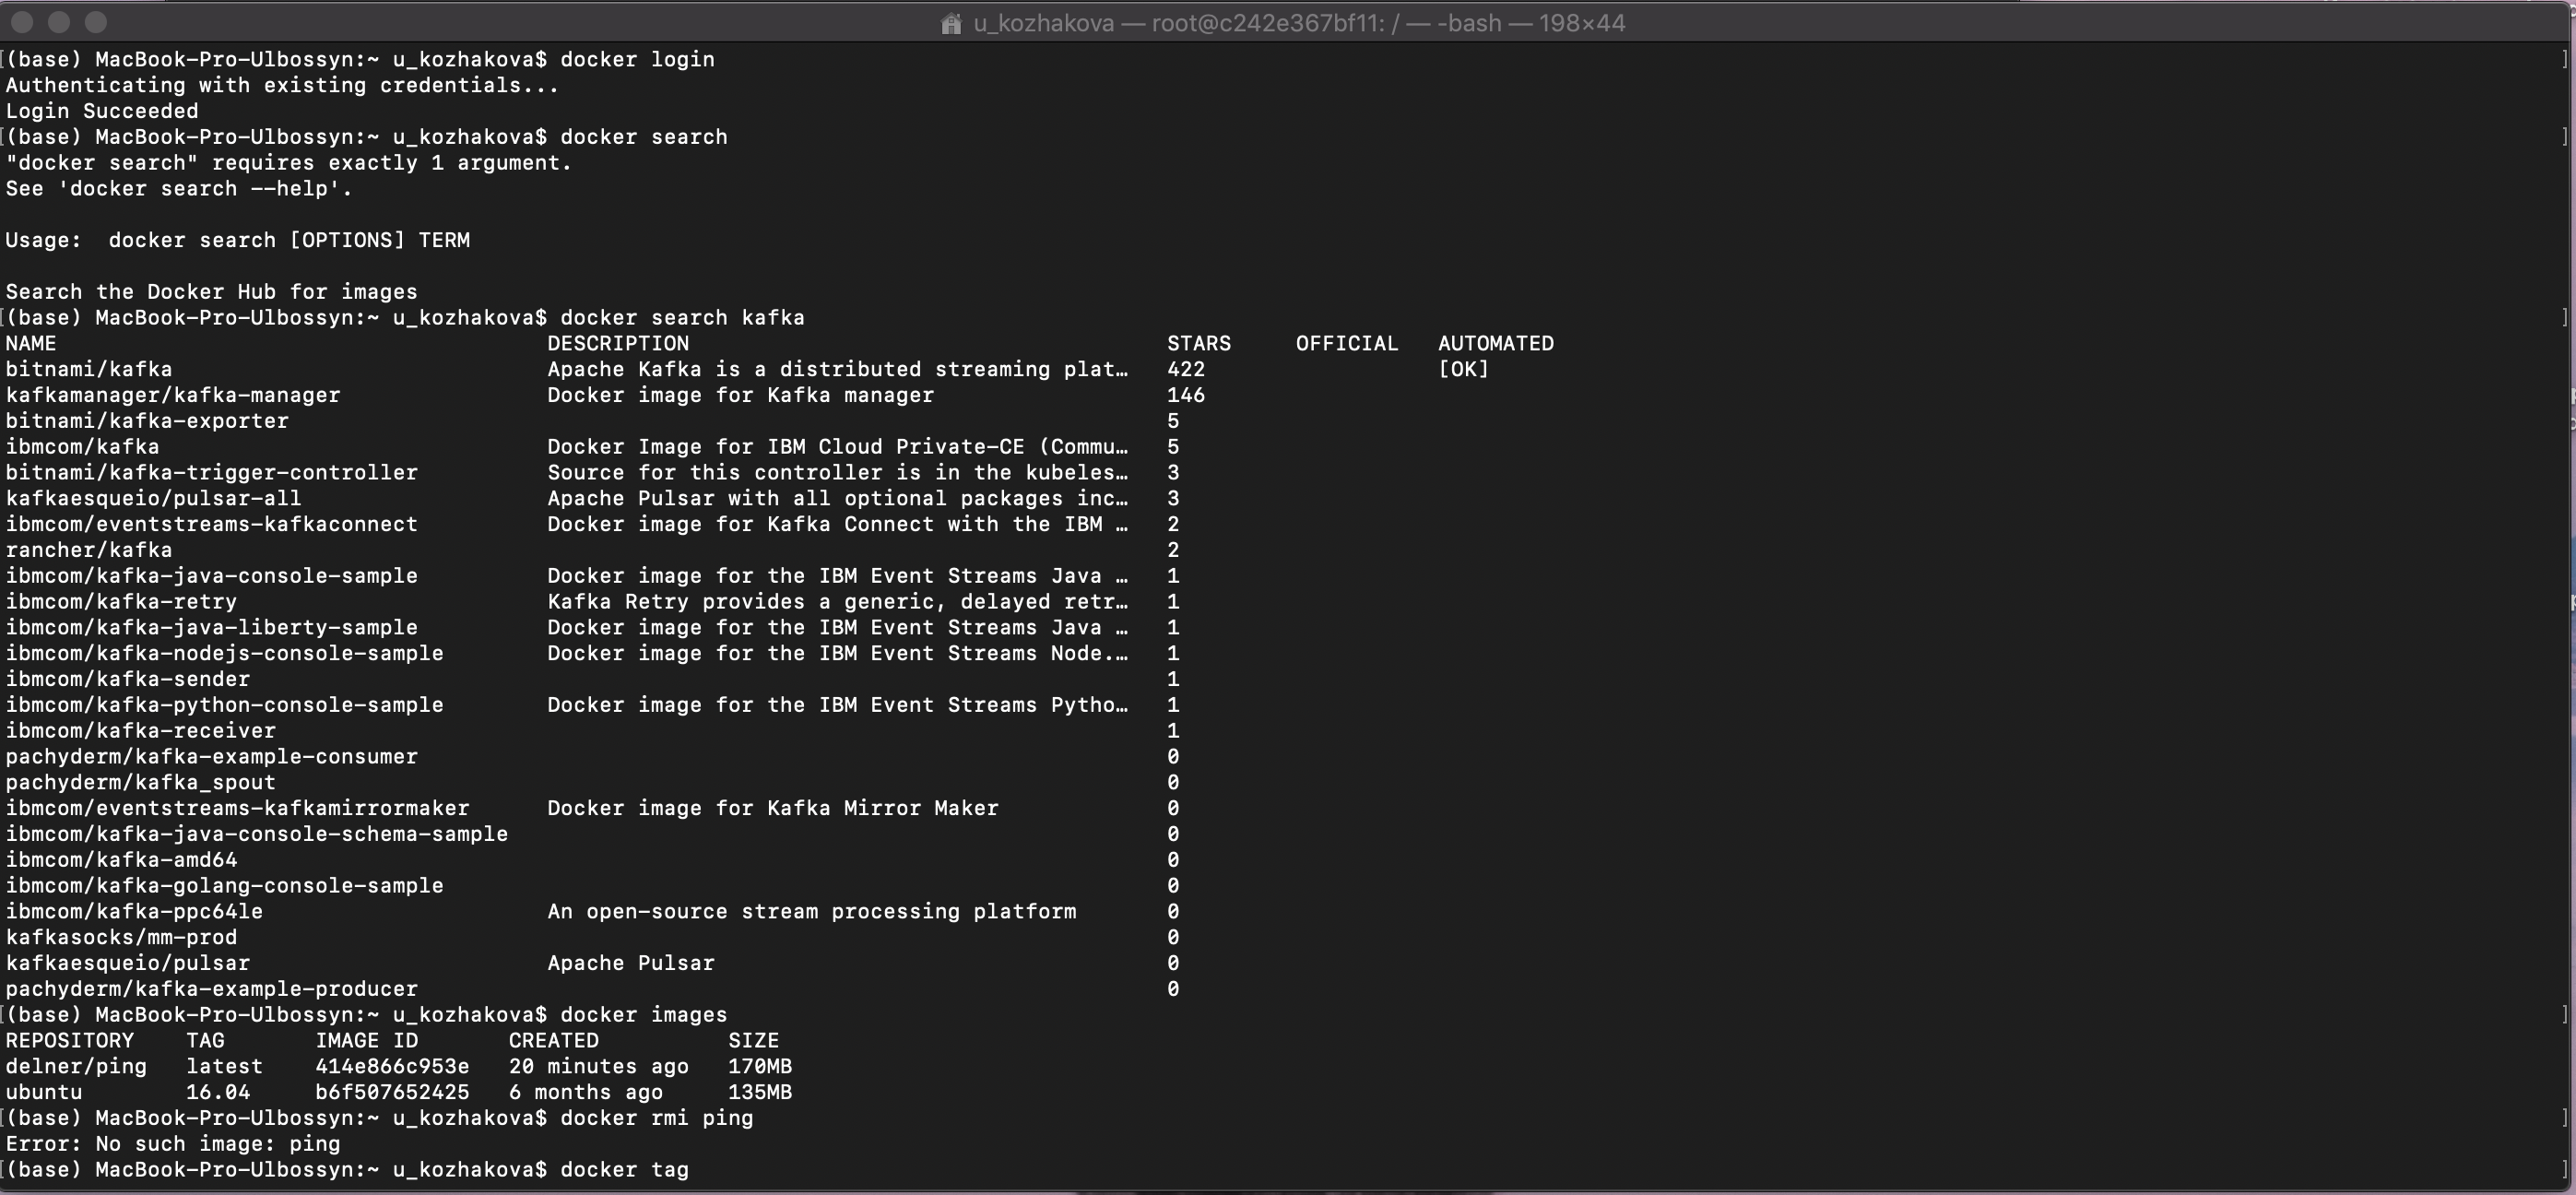 u_kozhakova — root@c242e367bf11: / — -bash — 198×44
(base) MacBook-Pro-Ulbossyn:~ u_kozhakova$ docker login
Authenticating with existing credentials...
Login Succeeded
(base) MacBook-Pro-Ulbossyn:~ u_kozhakova$ docker search
"docker search" requires exactly 1 argument.
See 'docker search --help'.
Usage:  docker search [OPTIONS] TERM
Search the Docker Hub for images
(base) MacBook-Pro-Ulbossyn:~ u_kozhakova$ docker search kafka
NAME DESCRIPTION STARS OFFICIAL AUTOMATED
bitnami/kafka Apache Kafka is a distributed streaming plat… 422 [OK]
kafkamanager/kafka-manager Docker image for Kafka manager 146
bitnami/kafka-exporter 5
ibmcom/kafka Docker Image for IBM Cloud Private-CE (Commu… 5
bitnami/kafka-trigger-controller Source for this controller is in the kubeles… 3
kafkaesqueio/pulsar-all Apache Pulsar with all optional packages inc… 3
ibmcom/eventstreams-kafkaconnect Docker image for Kafka Connect with the IBM … 2
rancher/kafka 2
ibmcom/kafka-java-console-sample Docker image for the IBM Event Streams Java … 1
ibmcom/kafka-retry Kafka Retry provides a generic, delayed retr… 1
ibmcom/kafka-java-liberty-sample Docker image for the IBM Event Streams Java … 1
ibmcom/kafka-nodejs-console-sample Docker image for the IBM Event Streams Node.… 1
ibmcom/kafka-sender 1
ibmcom/kafka-python-console-sample Docker image for the IBM Event Streams Pytho… 1
ibmcom/kafka-receiver 1
pachyderm/kafka-example-consumer 0
pachyderm/kafka_spout 0
ibmcom/eventstreams-kafkamirrormaker Docker image for Kafka Mirror Maker 0
ibmcom/kafka-java-console-schema-sample 0
ibmcom/kafka-amd64 0
ibmcom/kafka-golang-console-sample 0
ibmcom/kafka-ppc64le An open-source stream processing platform 0
kafkasocks/mm-prod 0
kafkaesqueio/pulsar Apache Pulsar 0
pachyderm/kafka-example-producer 0
(base) MacBook-Pro-Ulbossyn:~ u_kozhakova$ docker images
REPOSITORY TAG IMAGE ID CREATED SIZE
delner/ping latest 414e866c953e 20 minutes ago 170MB
ubuntu 16.04 b6f507652425 6 months ago 135MB
(base) MacBook-Pro-Ulbossyn:~ u_kozhakova$ docker rmi ping
Error: No such image: ping
(base) MacBook-Pro-Ulbossyn:~ u_kozhakova$ docker tag